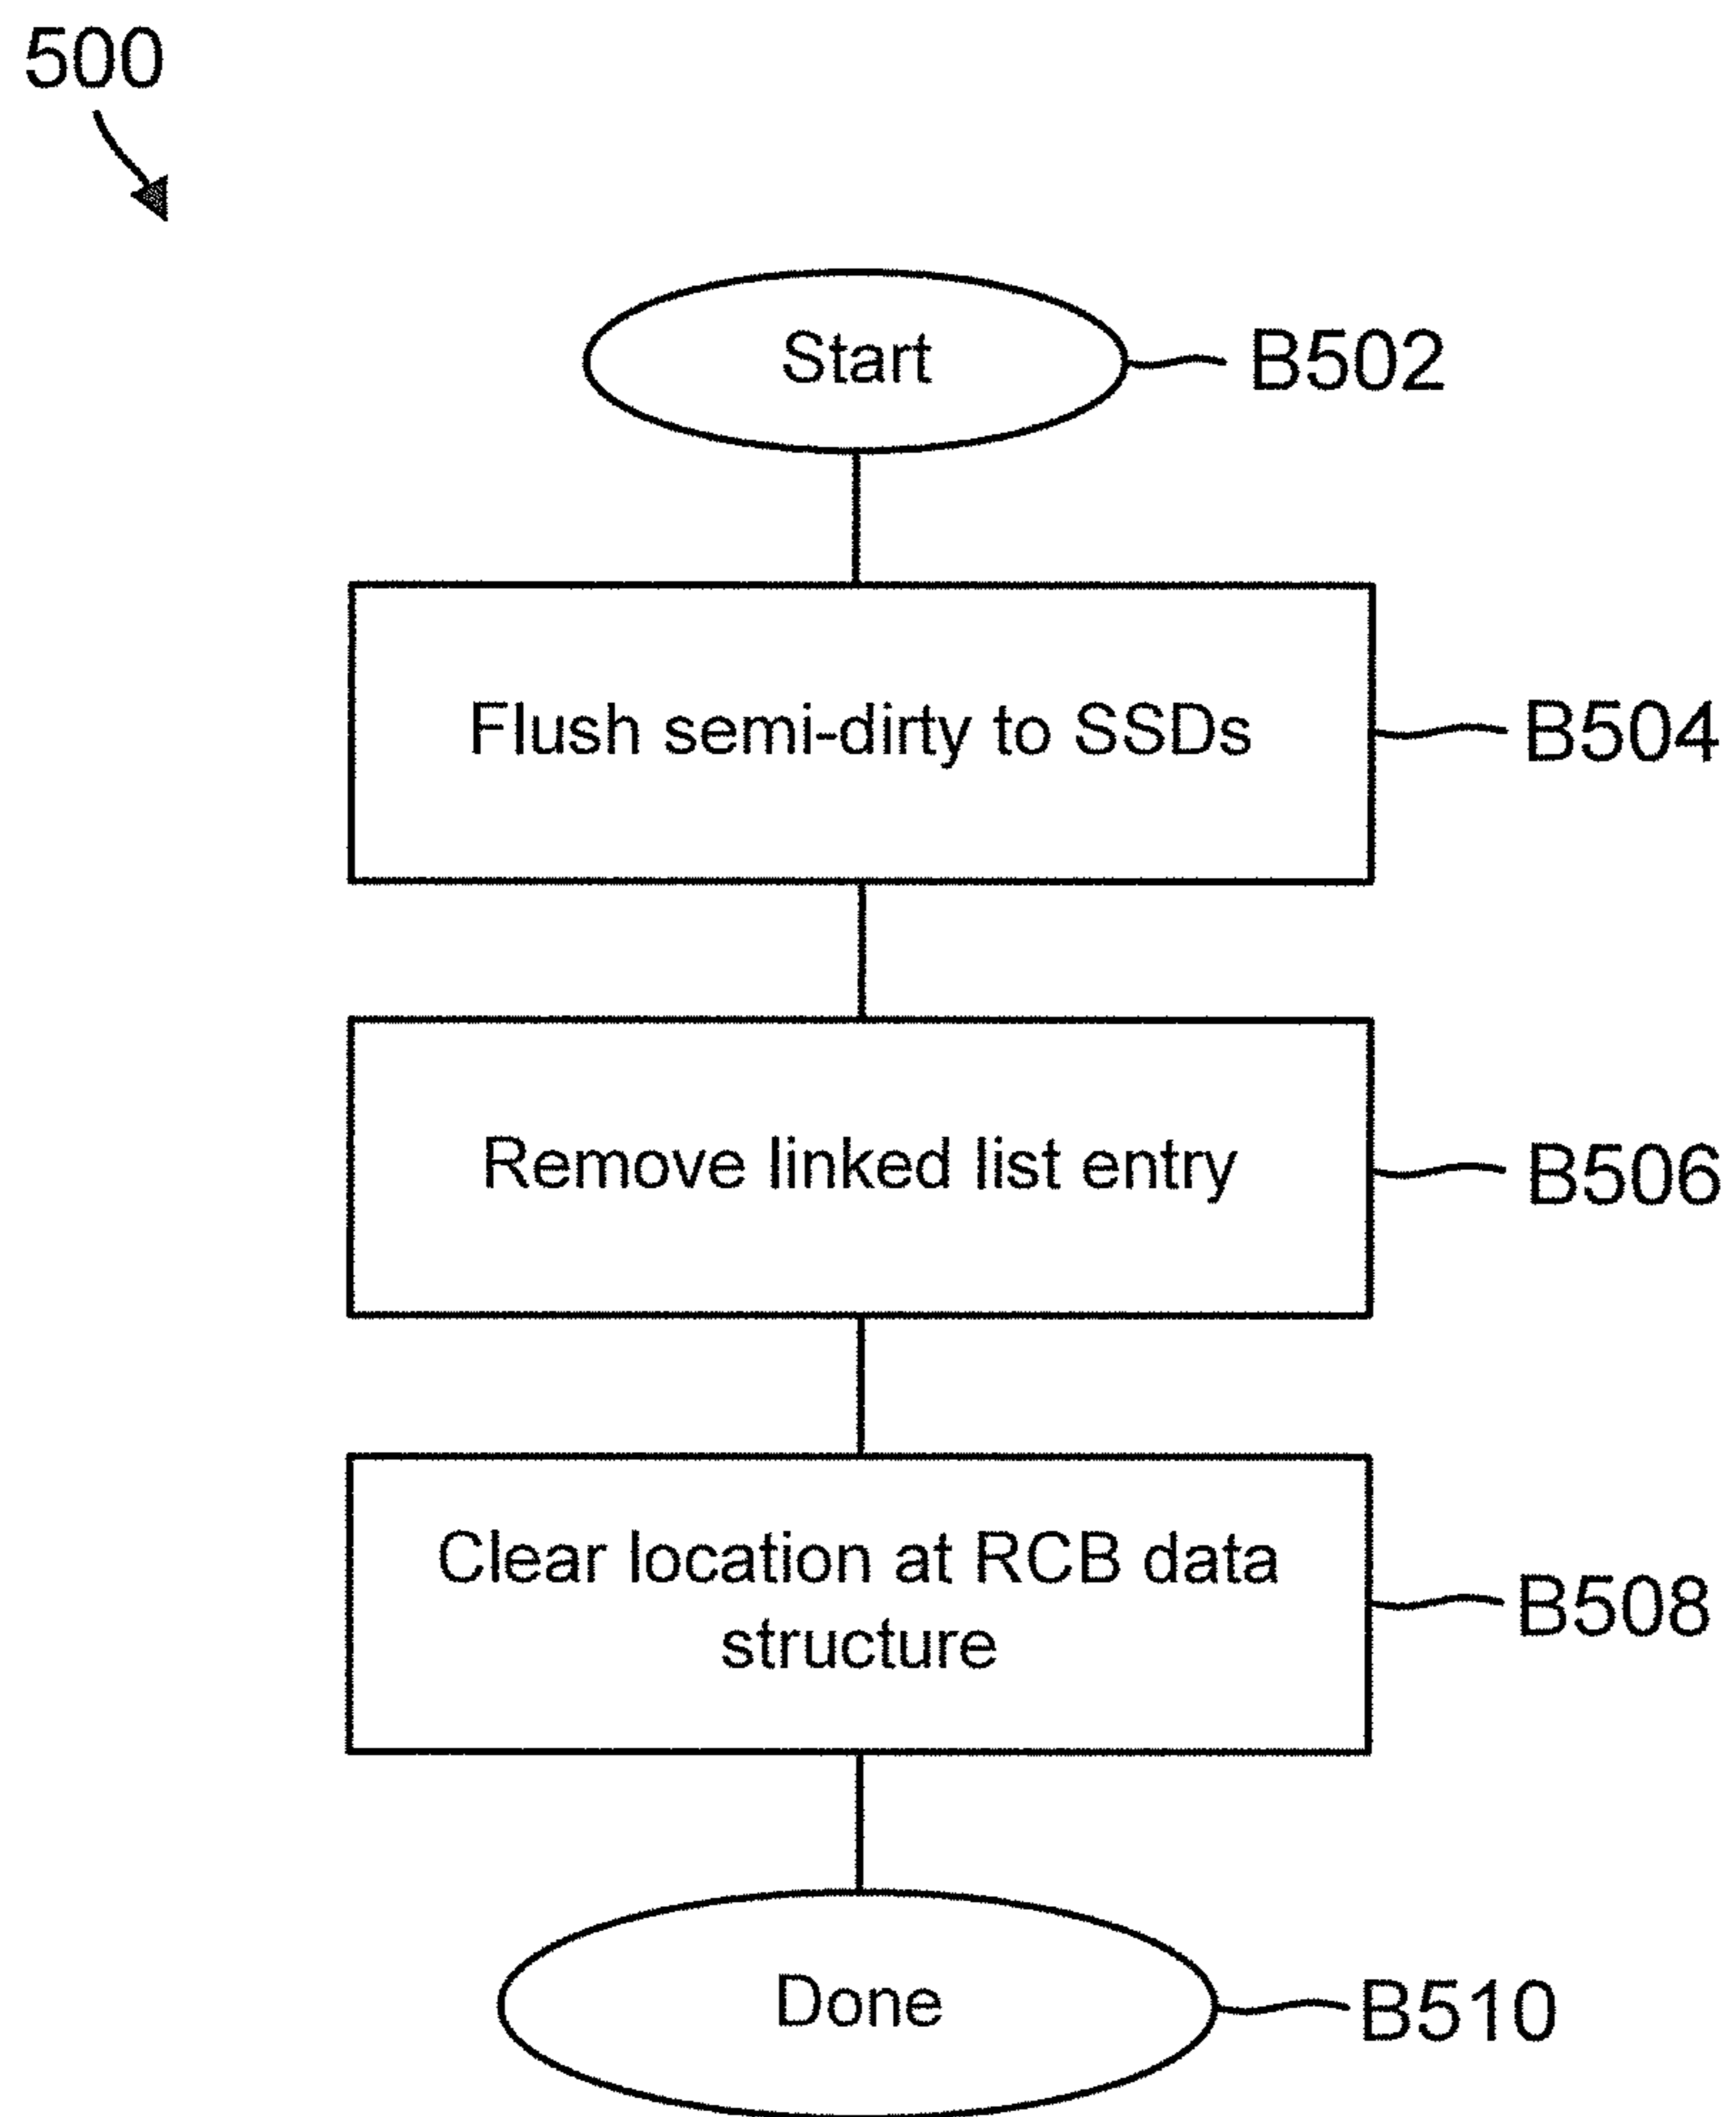 500
Start
B502
Flush semi-dirty to SSDs
B504
Remove linked list entry
B506
Clear location at RCB data
structure
B508
Done
B510